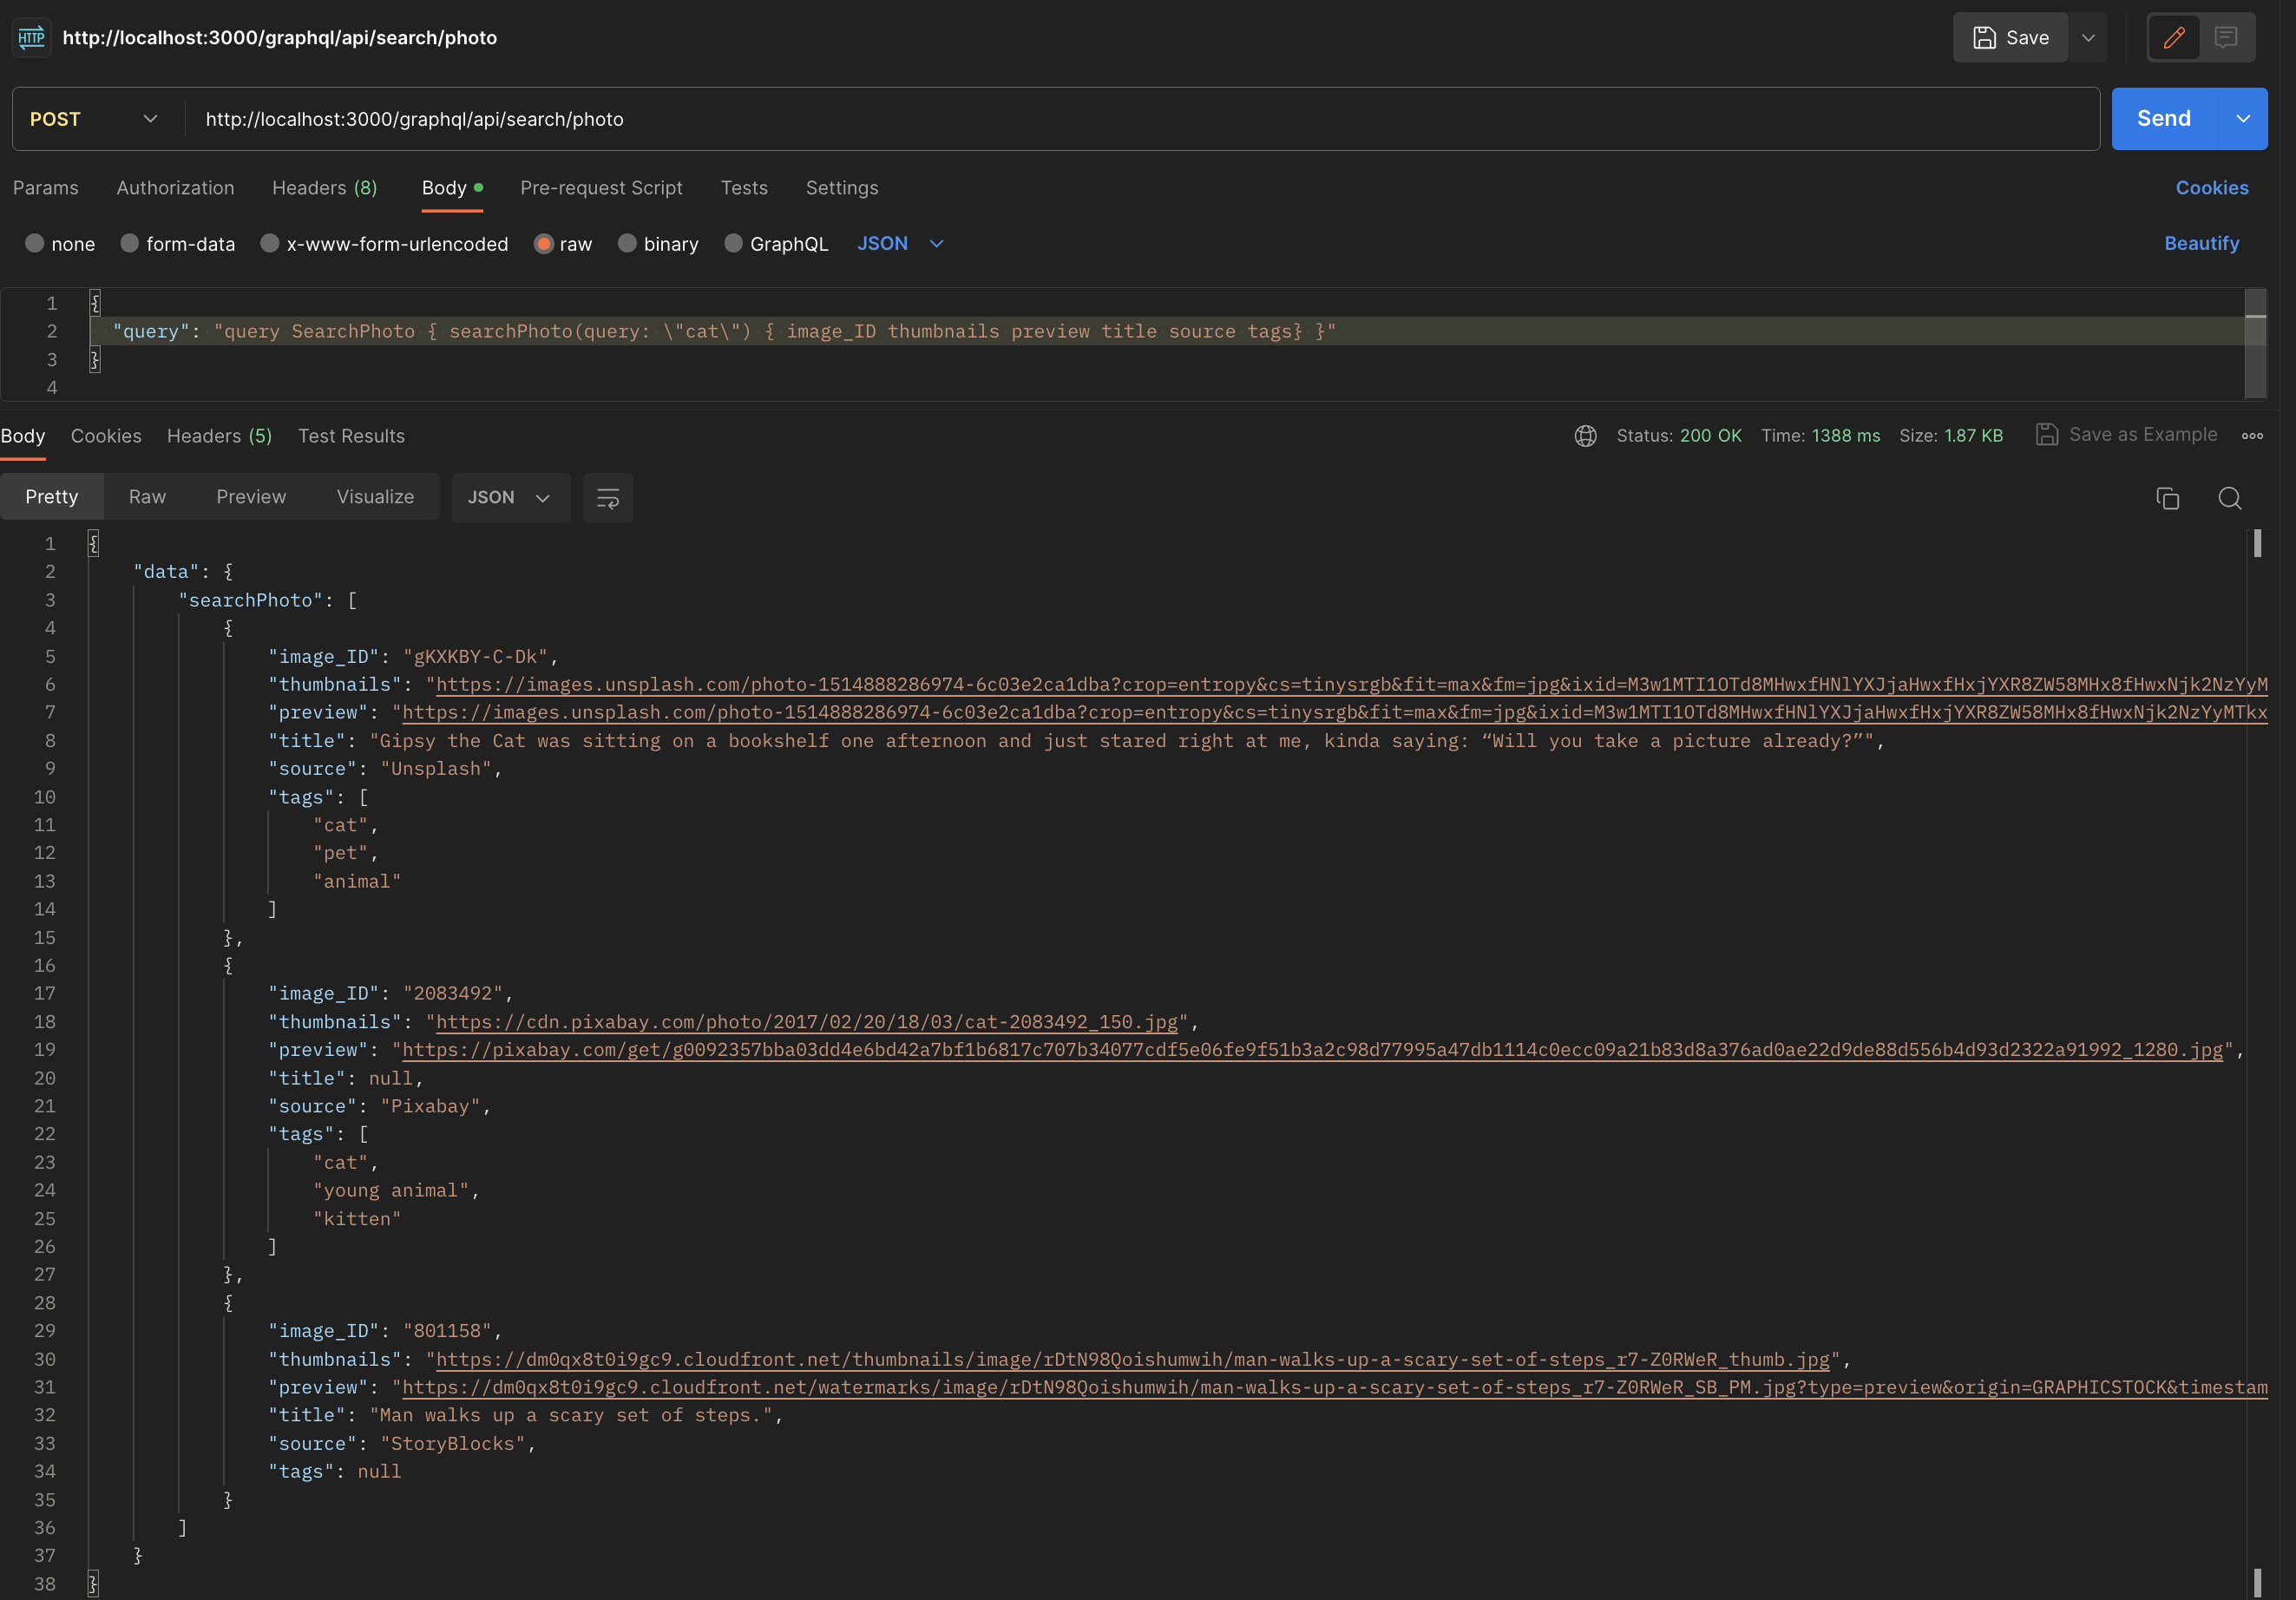 HTTP http://localhost:3000/graphql/api/search/photo Save
POST http://localhost:3000/graphql/api/search/photo Send
Params Authorization Headers (8) Body Pre-request Script Tests Settings Cookies
none form-data x-www-form-urlencoded raw binary GraphQL JSON Beautify
1 {
2 "query": "query SearchPhoto { searchPhoto(query: \"cat\") { image_ID thumbnails preview title source tags} }"
3 }
4
Body Cookies Headers (5) Test Results Status: 200 OK Time: 1388 ms Size: 1.87 KB Save as Example
Pretty Raw Preview Visualize JSON
1 {
2 "data": {
3 "searchPhoto": [
4 {
5 "image_ID": "gKXKBY-C-Dk",
6 "thumbnails": "https://images.unsplash.com/photo-1514888286974-6c03e2ca1dba?crop=entropy&cs=tinysrgb&fit=max&fm=jpg&ixid=M3w1MTI1OTd8MHwxfHNlYXJjaHwxfHxjYXR8ZW58MHx8fHwxNjk2NzYyM
7 "preview": "https://images.unsplash.com/photo-1514888286974-6c03e2ca1dba?crop=entropy&cs=tinysrgb&fit=max&fm=jpg&ixid=M3w1MTI1OTd8MHwxfHNlYXJjaHwxfHxjYXR8ZW58MHx8fHwxNjk2NzYyMTkx
8 "title": "Gipsy the Cat was sitting on a bookshelf one afternoon and just stared right at me, kinda saying: “Will you take a picture already?”",
9 "source": "Unsplash",
10 "tags": [
11 "cat",
12 "pet",
13 "animal"
14 ]
15 },
16 {
17 "image_ID": "2083492",
18 "thumbnails": "https://cdn.pixabay.com/photo/2017/02/20/18/03/cat-2083492_150.jpg",
19 "preview": "https://pixabay.com/get/g0092357bba03dd4e6bd42a7bf1b6817c707b34077cdf5e06fe9f51b3a2c98d77995a47db1114c0ecc09a21b83d8a376ad0ae22d9de88d556b4d93d2322a91992_1280.jpg",
20 "title": null,
21 "source": "Pixabay",
22 "tags": [
23 "cat",
24 "young animal",
25 "kitten"
26 ]
27 },
28 {
29 "image_ID": "801158",
30 "thumbnails": "https://dm0qx8t0i9gc9.cloudfront.net/thumbnails/image/rDtN98Qoishumwih/man-walks-up-a-scary-set-of-steps_r7-Z0RWeR_thumb.jpg",
31 "preview": "https://dm0qx8t0i9gc9.cloudfront.net/watermarks/image/rDtN98Qoishumwih/man-walks-up-a-scary-set-of-steps_r7-Z0RWeR_SB_PM.jpg?type=preview&origin=GRAPHICSTOCK&timestam
32 "title": "Man walks up a scary set of steps.",
33 "source": "StoryBlocks",
34 "tags": null
35 }
36 ]
37 }
38 }